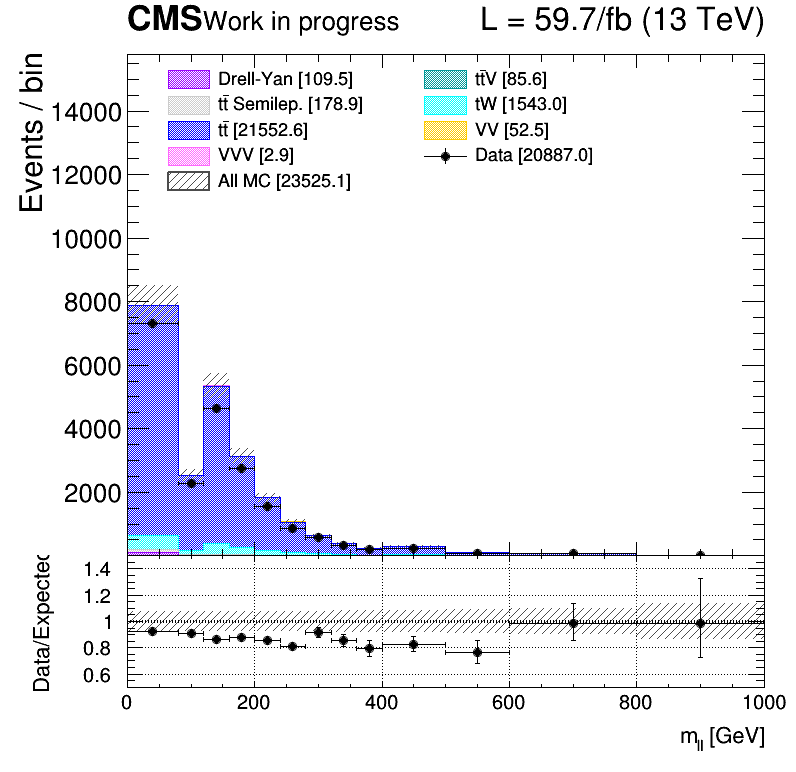 CMS Work in progress L = 59.7/fb (13 TeV)
Events / bin
Drell-Yan [109.5]
tt̄ Semilep. [178.9]
tt̄ [21552.6]
VVV [2.9]
All MC [23525.1]
tt̄V [85.6]
tW [1543.0]
VV [52.5]
Data [20887.0]
14000
12000
10000
8000
6000
4000
2000
Data/Expected
1.4
1.2
1
0.8
0.6
0 200 400 600 800 1000
m_ll [GeV]